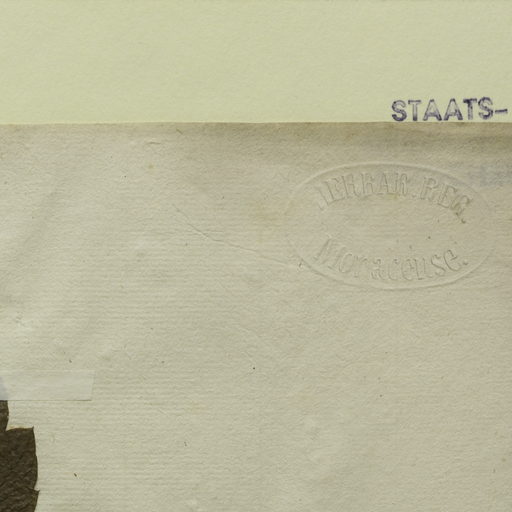 STAATS-
HERBAR. REG.
Monacense.